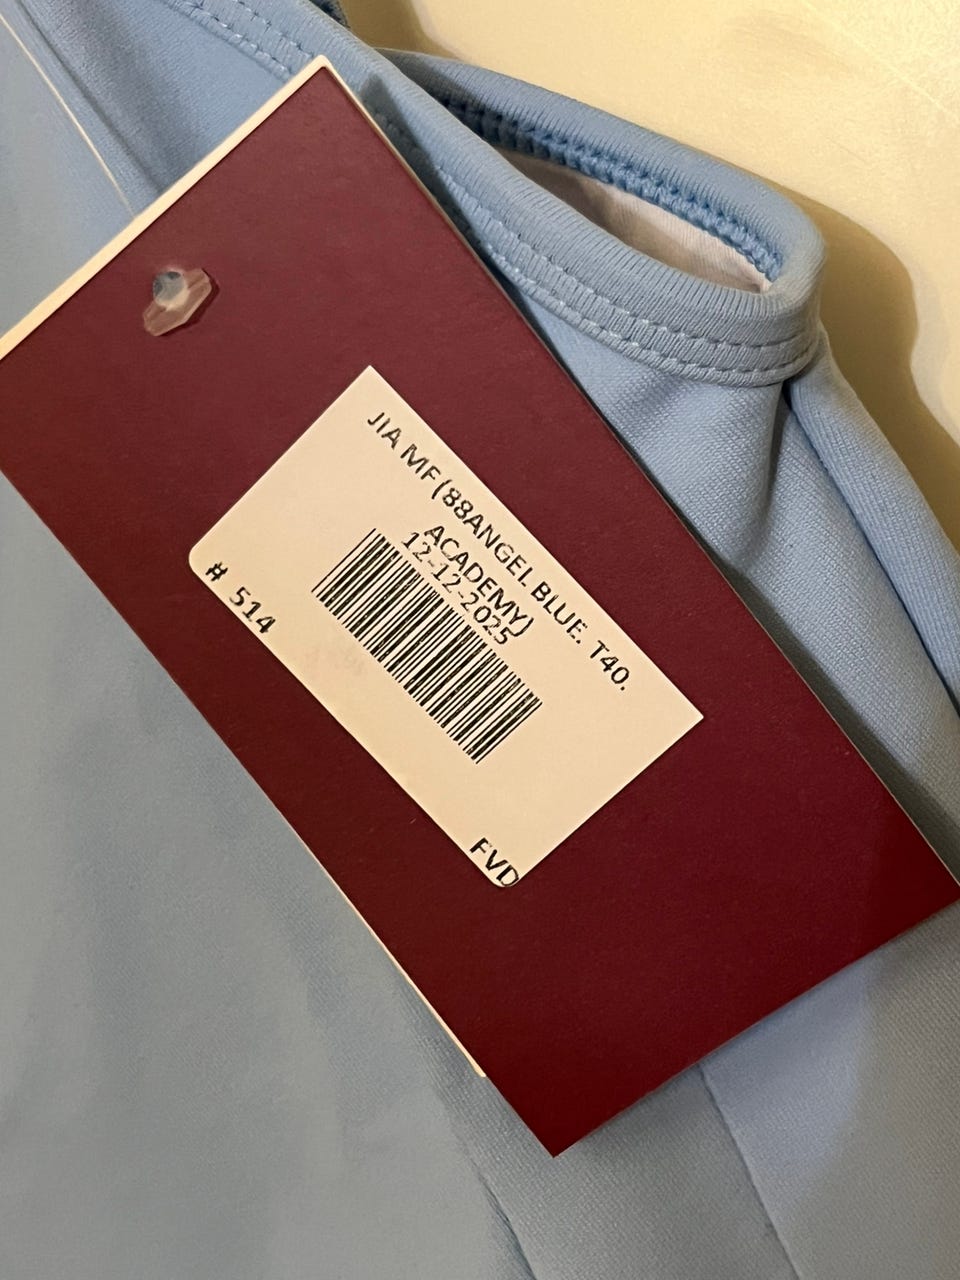 JIA MF (88ANGEL BLUE. T40.
ACADEMY)
12-12-2025
# 514
FVD